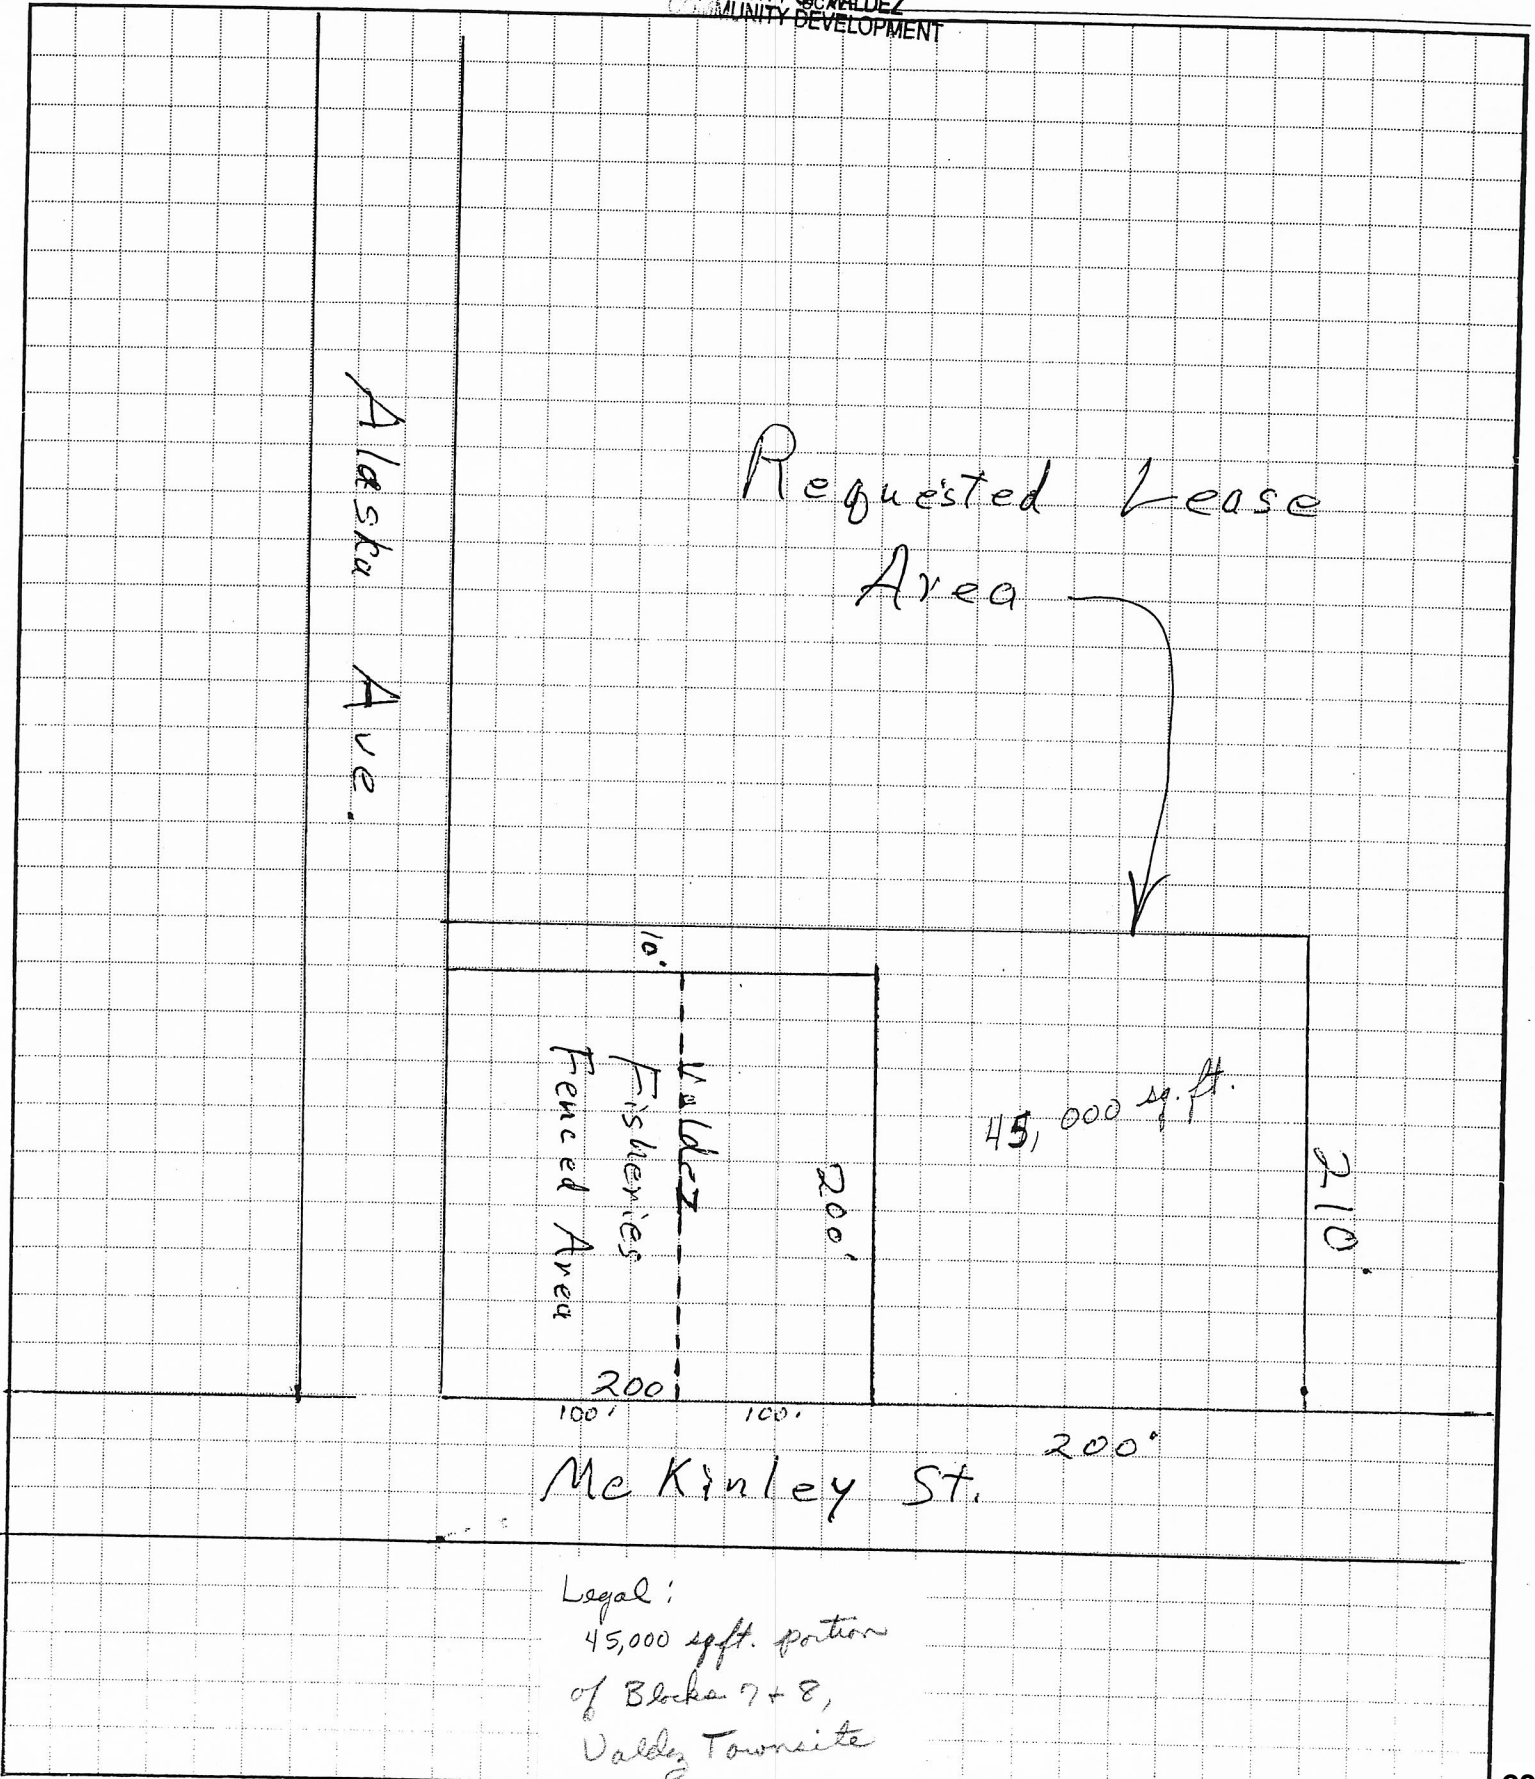 COMMUNITY DEVELOPMENT
Alaska Ave.
Requested Lease
Area
10'
Valdez
Fisheries
Fenced Area
200'
45,000 sq. ft.
210'
200
100'
100'
200'
McKinley St.
Legal:
45,000 sqft. portion
of Blocks 7 + 8,
Valdez Townsite